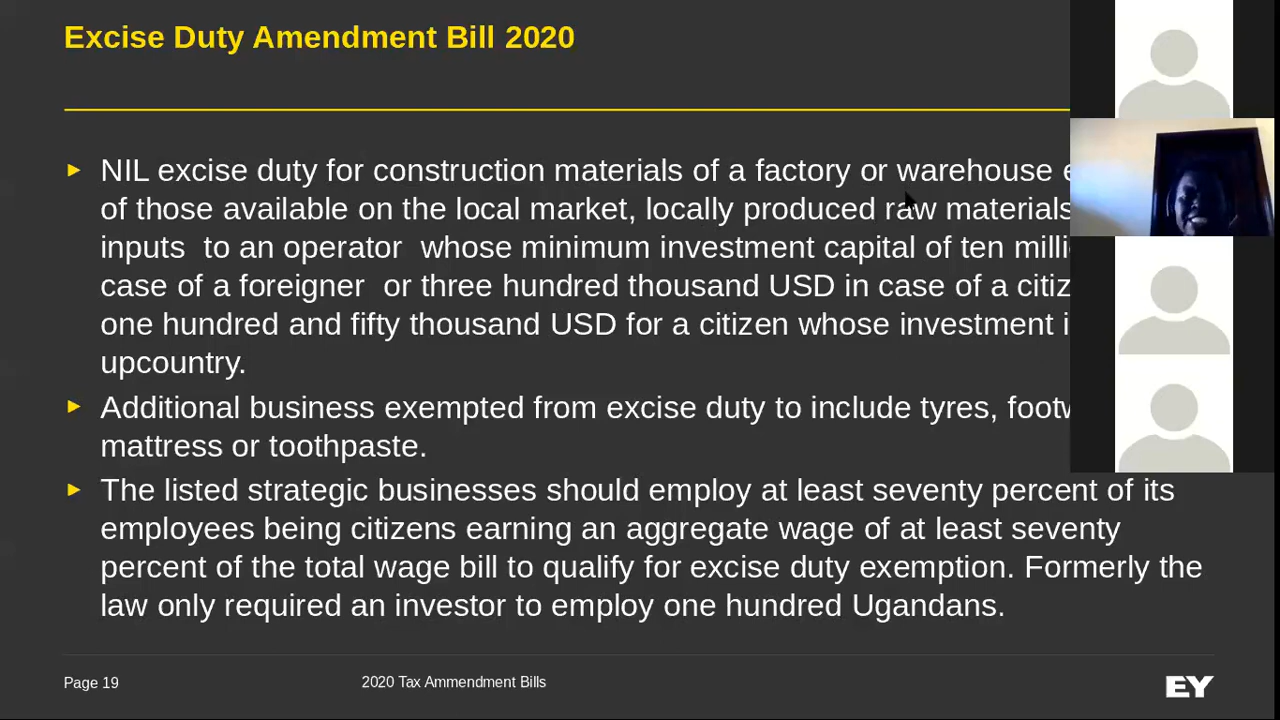 Excise Duty Amendment Bill 2020
NIL excise duty for construction materials of a factory or warehouse
of those available on the local market, locally produced raw materials
inputs to an operator whose minimum investment capital of ten
case of a foreigner or three hundred thousand USD in case of a
one hundred and fifty thousand USD for a citizen whose investment
upcountry.
Additional business exempted from excise duty to include tyres,
mattress or toothpaste.
The listed strategic businesses should employ at least seventy percent of its
employees being citizens earning an aggregate wage of at least seventy
percent of the total wage bill to qualify for excise duty exemption. Formerly the
law only required an investor to employ one hundred Ugandans.
Page 19
2020 Tax Ammendment Bills
EY